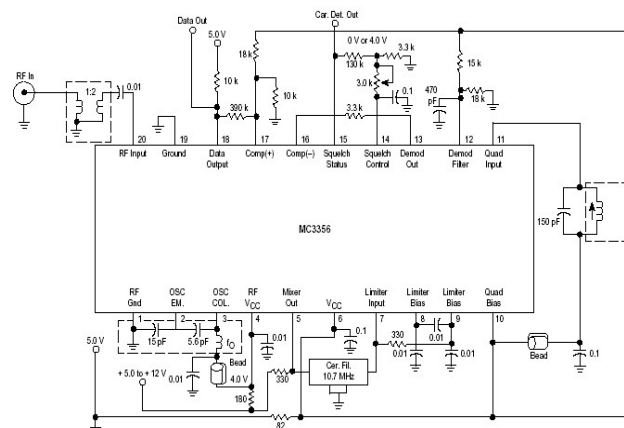 Car. Det. Out
Data Out
5.0 V
0 V or 4.0 V
3.3 k
18 k
130 k
15 k
RF In
1:2
0.01
10 k
3.0 k
0.1
10 k
470
pF
18 k
390 k
3.3 k
20 19 18 17 16 15 14 13 12 11
RF Input
Ground
Data
Output
Comp(+)
Comp(–)
Squelch
Status
Squelch
Control
Demod
Out
Demod
Filter
Quad
Input
150 pF
MC3356
RF
Gnd
OSC
EM.
OSC
COL.
RF
VCC
Mixer
Out
VCC
Limiter
Input
Limiter
Bias
Limiter
Bias
Quad
Bias
1 2 3 4 5 6 7 8 9 10
15 pF
5.6 pF
fO
0.01
0.1
330
0.01
0.01
0.01
Bead
0.1
5.0 V
Bead
+ 5.0 to + 12 V
0.01
4.0 V
330
Cer. Fil.
10.7 MHz
180
82